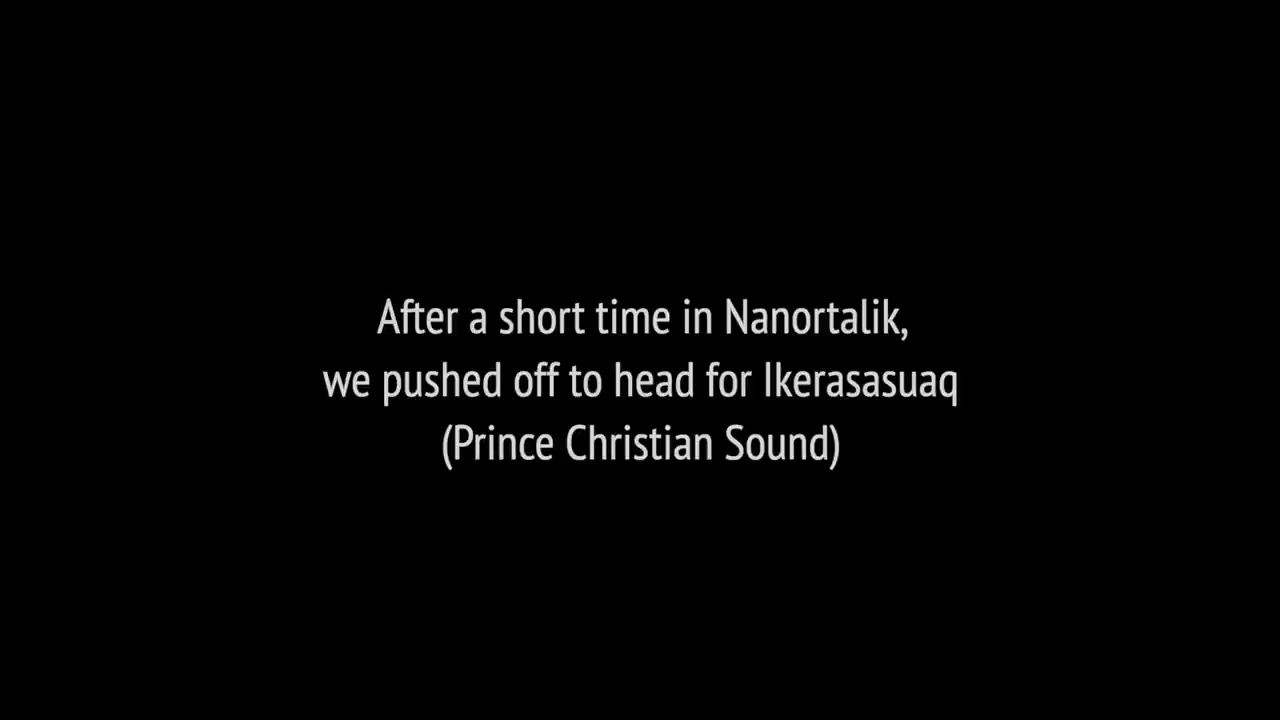 After a short time in Nanortalik,
we pushed off to head for Ikerasasuaq
(Prince Christian Sound)